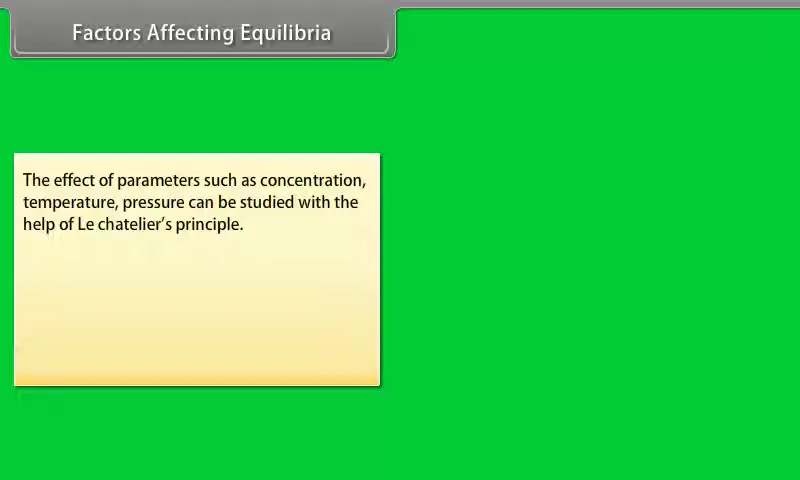 Factors Affecting Equilibria
The effect of parameters such as concentration,
temperature, pressure can be studied with the
help of Le chatelier’s principle.